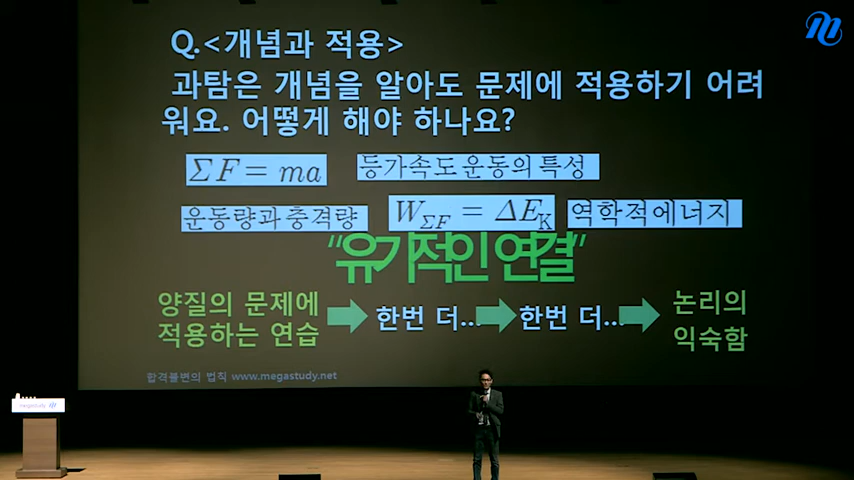 Q.<개념과 적용>
과탐은 개념을 알아도 문제에 적용하기 어려
워요. 어떻게 해야 하나요?
ΣF = ma
등가속도 운동의 특성
운동량과 충격량
W_ΣF = ΔE_K
역학적 에너지
“유기적인 연결”
양질의 문제에
적용하는 연습
한번 더...
한번 더...
논리의
익숙함
합격불변의 법칙 www.megastudy.net
megastudy